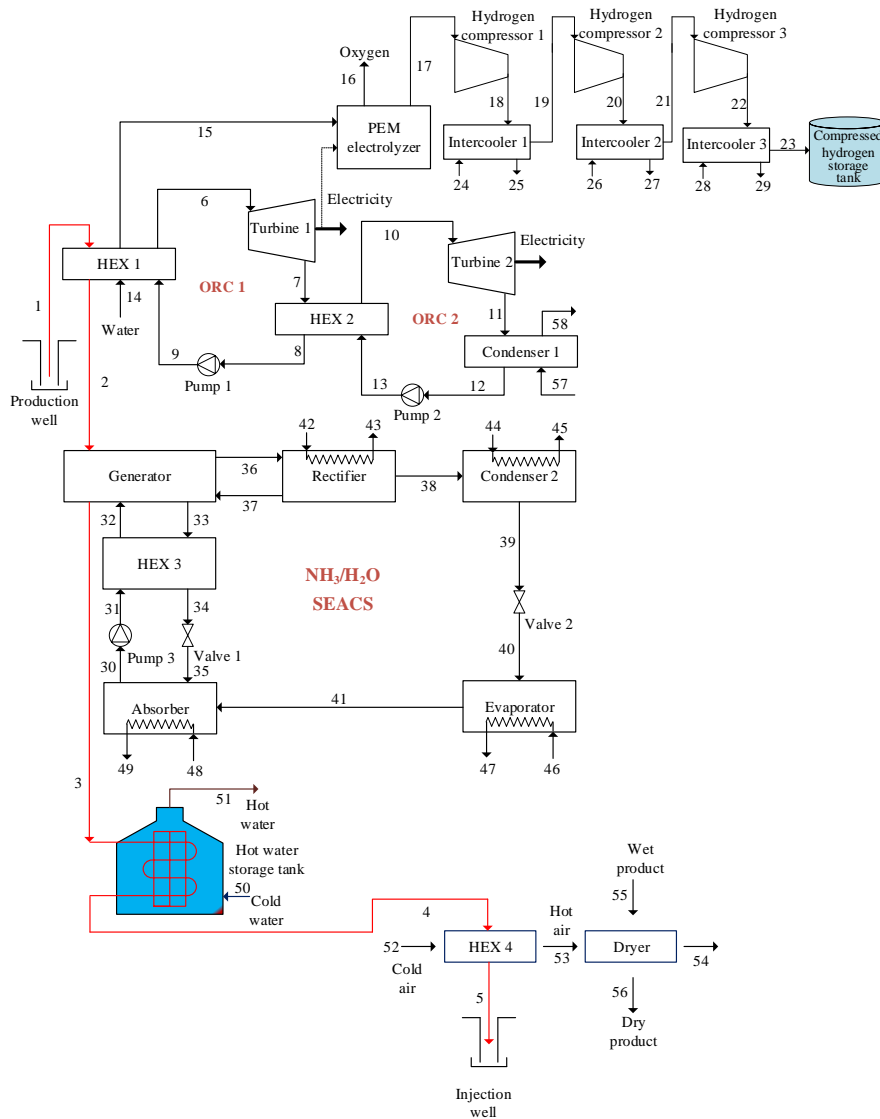 Hydrogen
compressor 1
Hydrogen
compressor 2
Hydrogen
compressor 3
Oxygen
16
17
18
19
20
21
22
23
15
PEM
electrolyzer
Intercooler 1
Intercooler 2
Intercooler 3
Compressed
hydrogen
storage
tank
24
25
26
27
28
29
6
Electricity
Turbine 1
10
Electricity
Turbine 2
HEX 1
ORC 1
7
1
14
Water
HEX 2
ORC 2
11
58
9
8
Pump 1
Condenser 1
2
13
12
57
Pump 2
Production
well
42
43
44
45
Generator
36
Rectifier
38
Condenser 2
37
32
33
39
HEX 3
NH₃/H₂O
SEACS
31
34
Pump 3
Valve 1
Valve 2
30
35
40
Absorber
41
Evaporator
49
48
47
46
3
51
Hot
water
Hot water
storage tank
50
Cold
water
Wet
product
55
4
Hot
air
52
HEX 4
53
Dryer
54
Cold
air
5
56
Dry
product
Injection
well